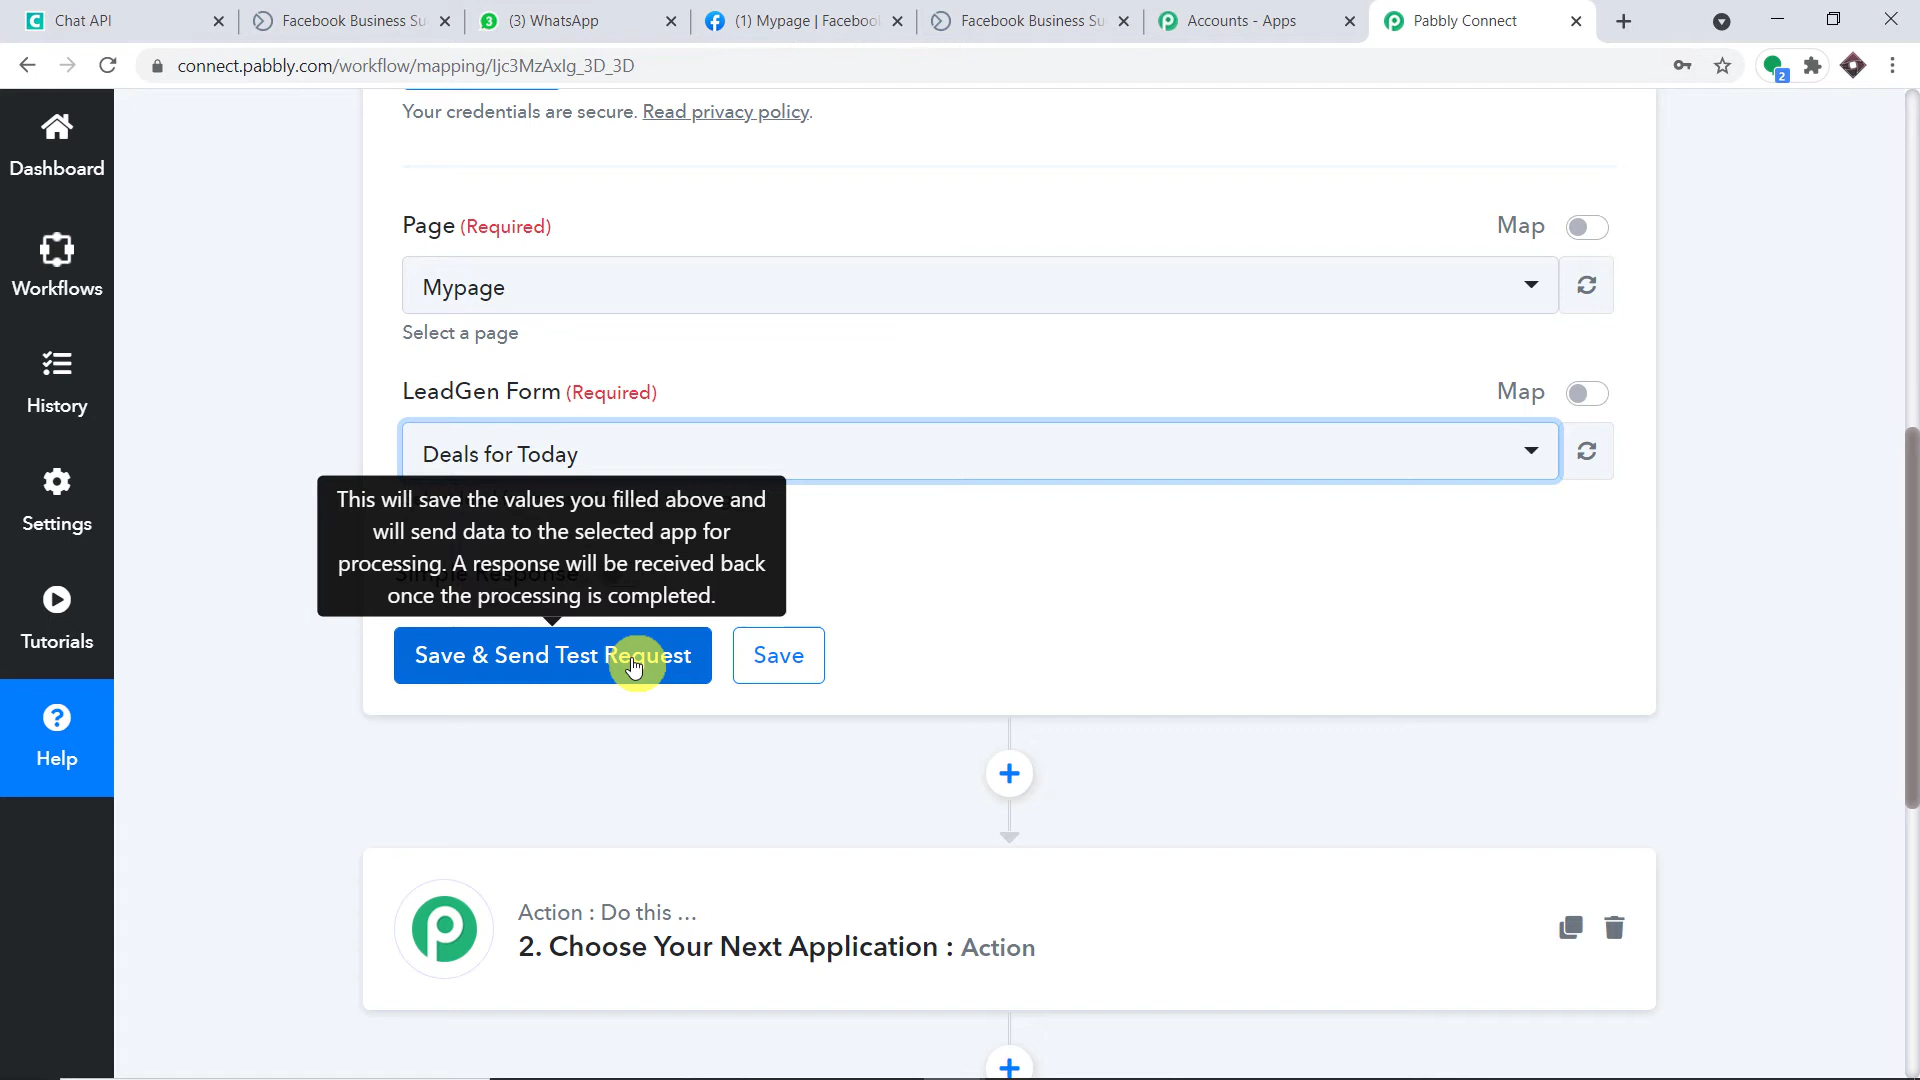 Chat API
Facebook Business Su
(3) WhatsApp
(1) Mypage | Facebook
Facebook Business Su
Accounts - Apps
Pabbly Connect
connect.pabbly.com/workflow/mapping/Ijc3MzAxIg_3D_3D
2
Dashboard
Workflows
History
Settings
Tutorials
Help
Your credentials are secure. Read privacy policy.
Page (Required)
Map
Mypage
Select a page
LeadGen Form (Required)
Map
Deals for Today
This will save the values you filled above and
will send data to the selected app for
processing. A response will be received back
once the processing is completed.
Simple Response
Save & Send Test Request
Save
Action : Do this ...
2. Choose Your Next Application : Action